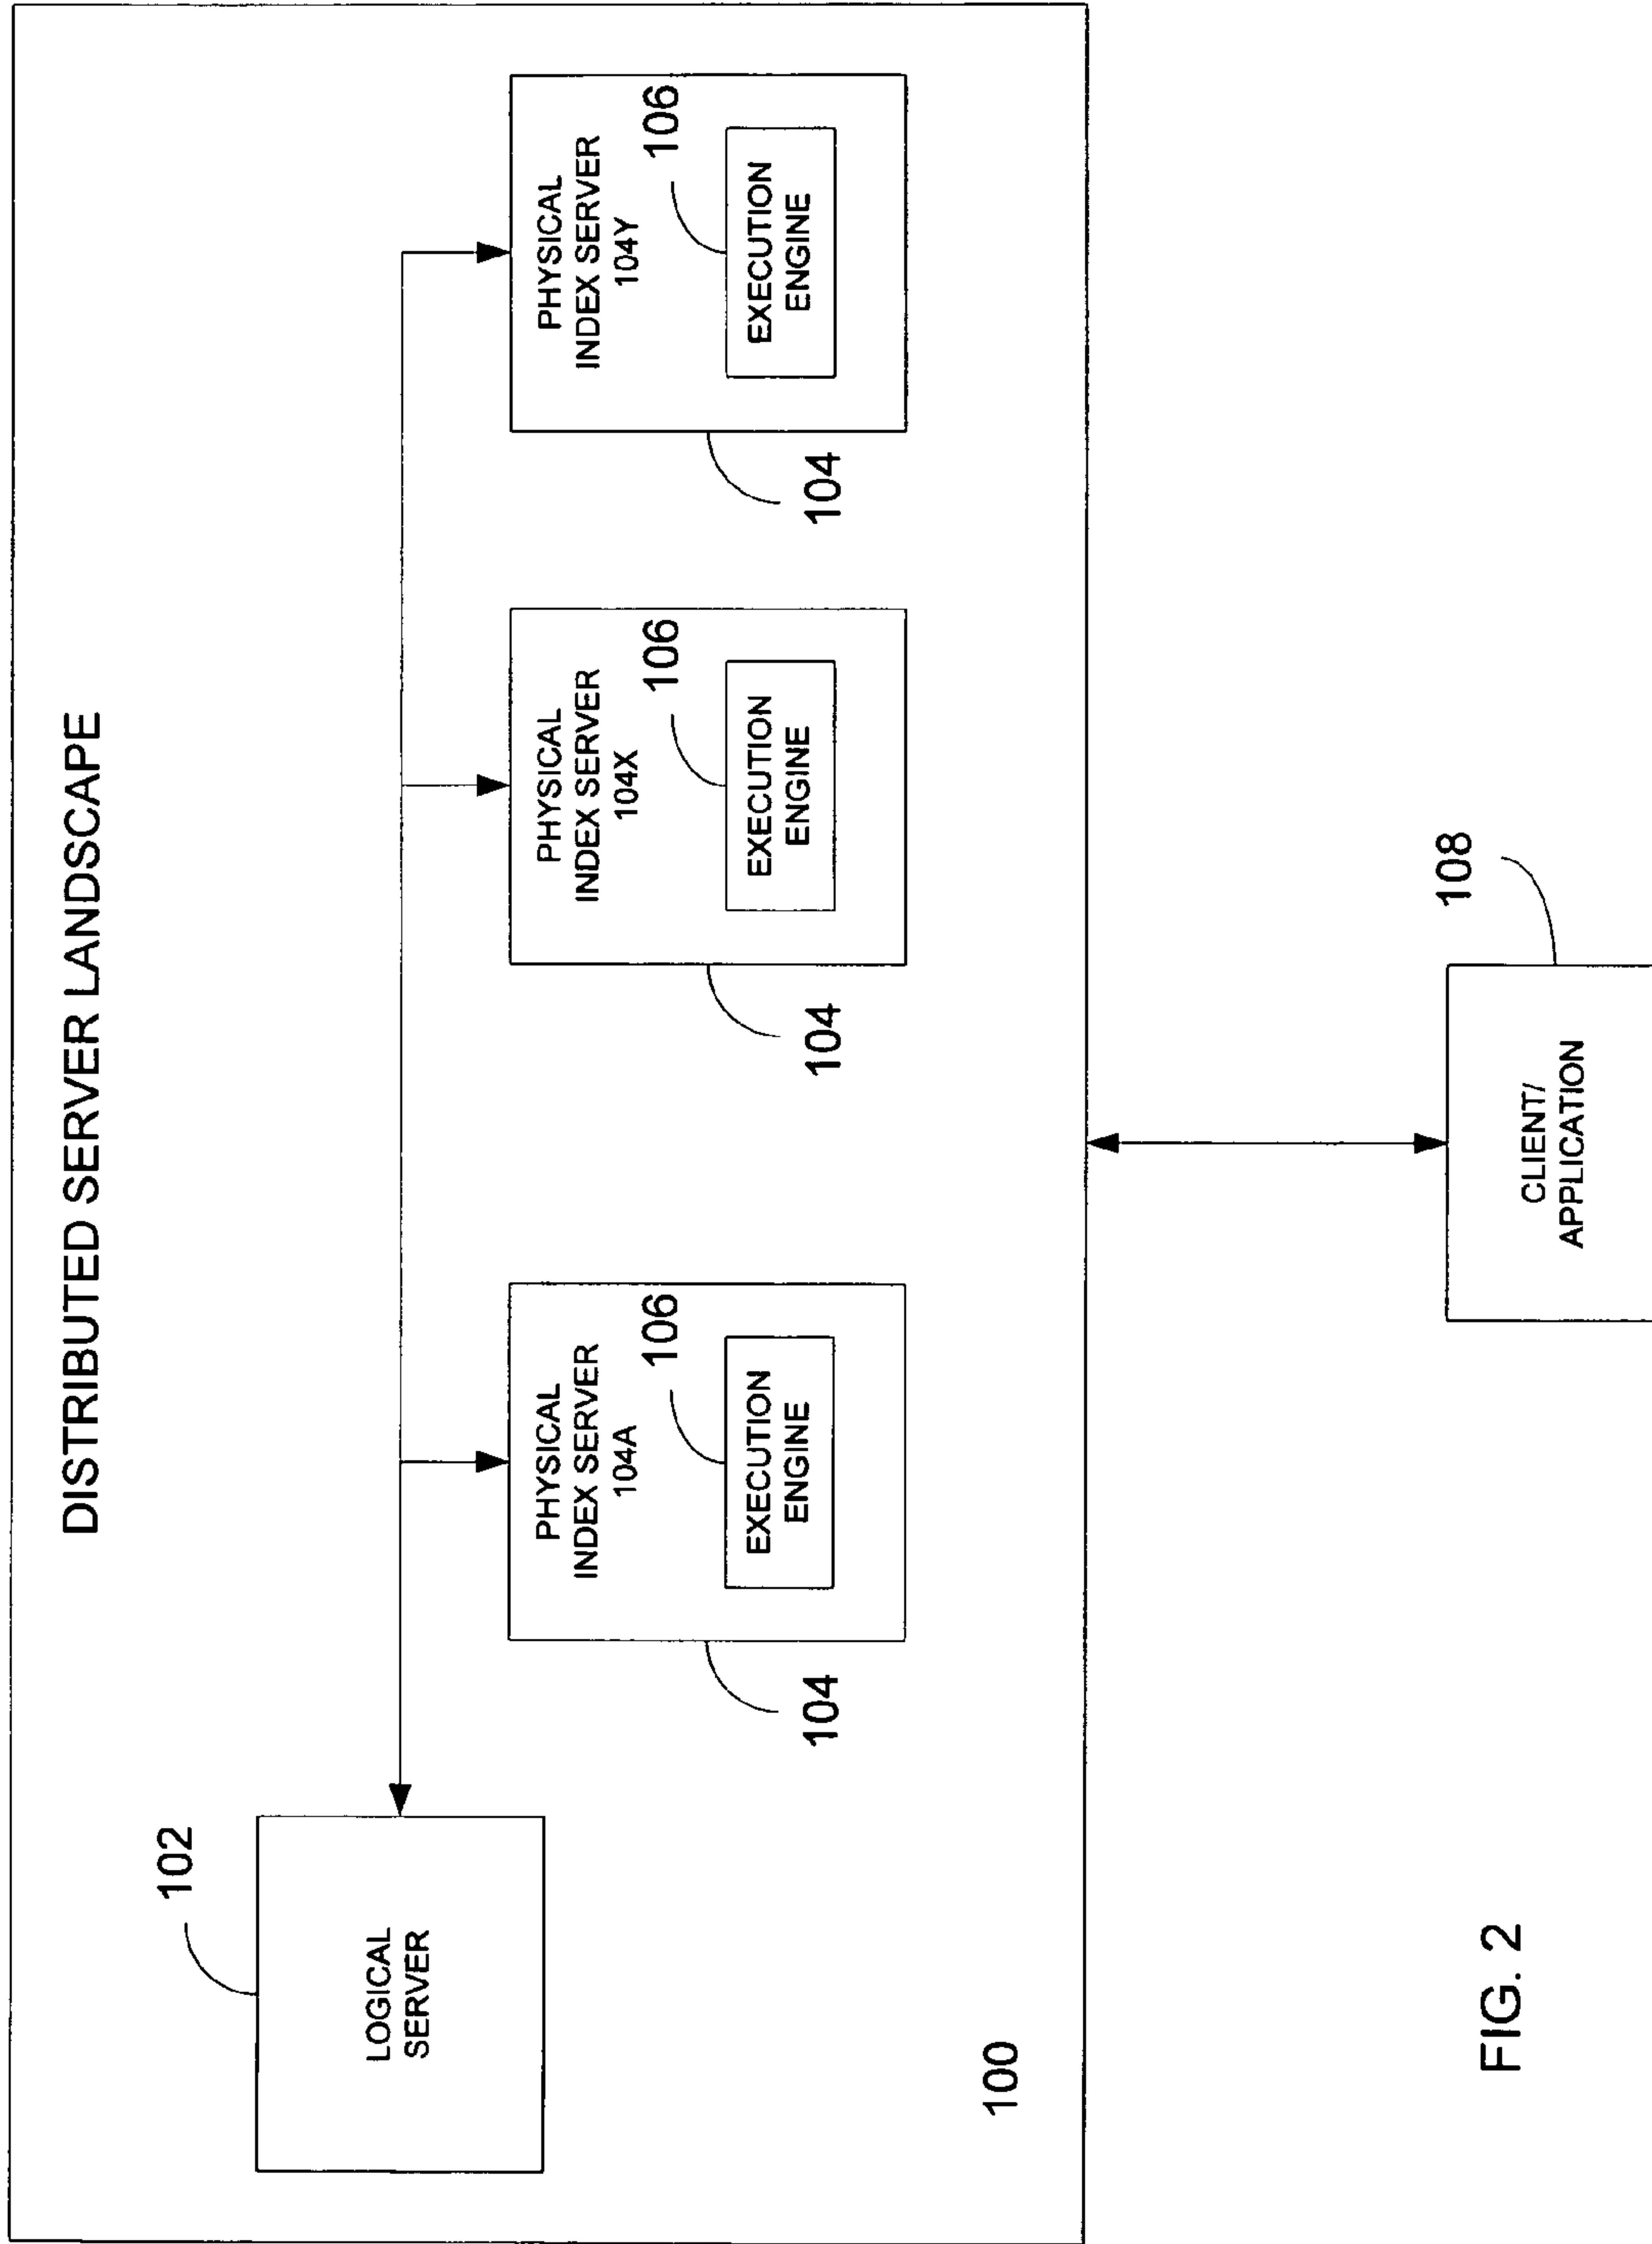 DISTRIBUTED SERVER LANDSCAPE
102
LOGICAL
SERVER
PHYSICAL
INDEX SERVER
104A
106
EXECUTION
ENGINE
104
PHYSICAL
INDEX SERVER
104X
106
EXECUTION
ENGINE
104
PHYSICAL
INDEX SERVER
104Y
106
EXECUTION
ENGINE
104
100
108
CLIENT/
APPLICATION
FIG. 2